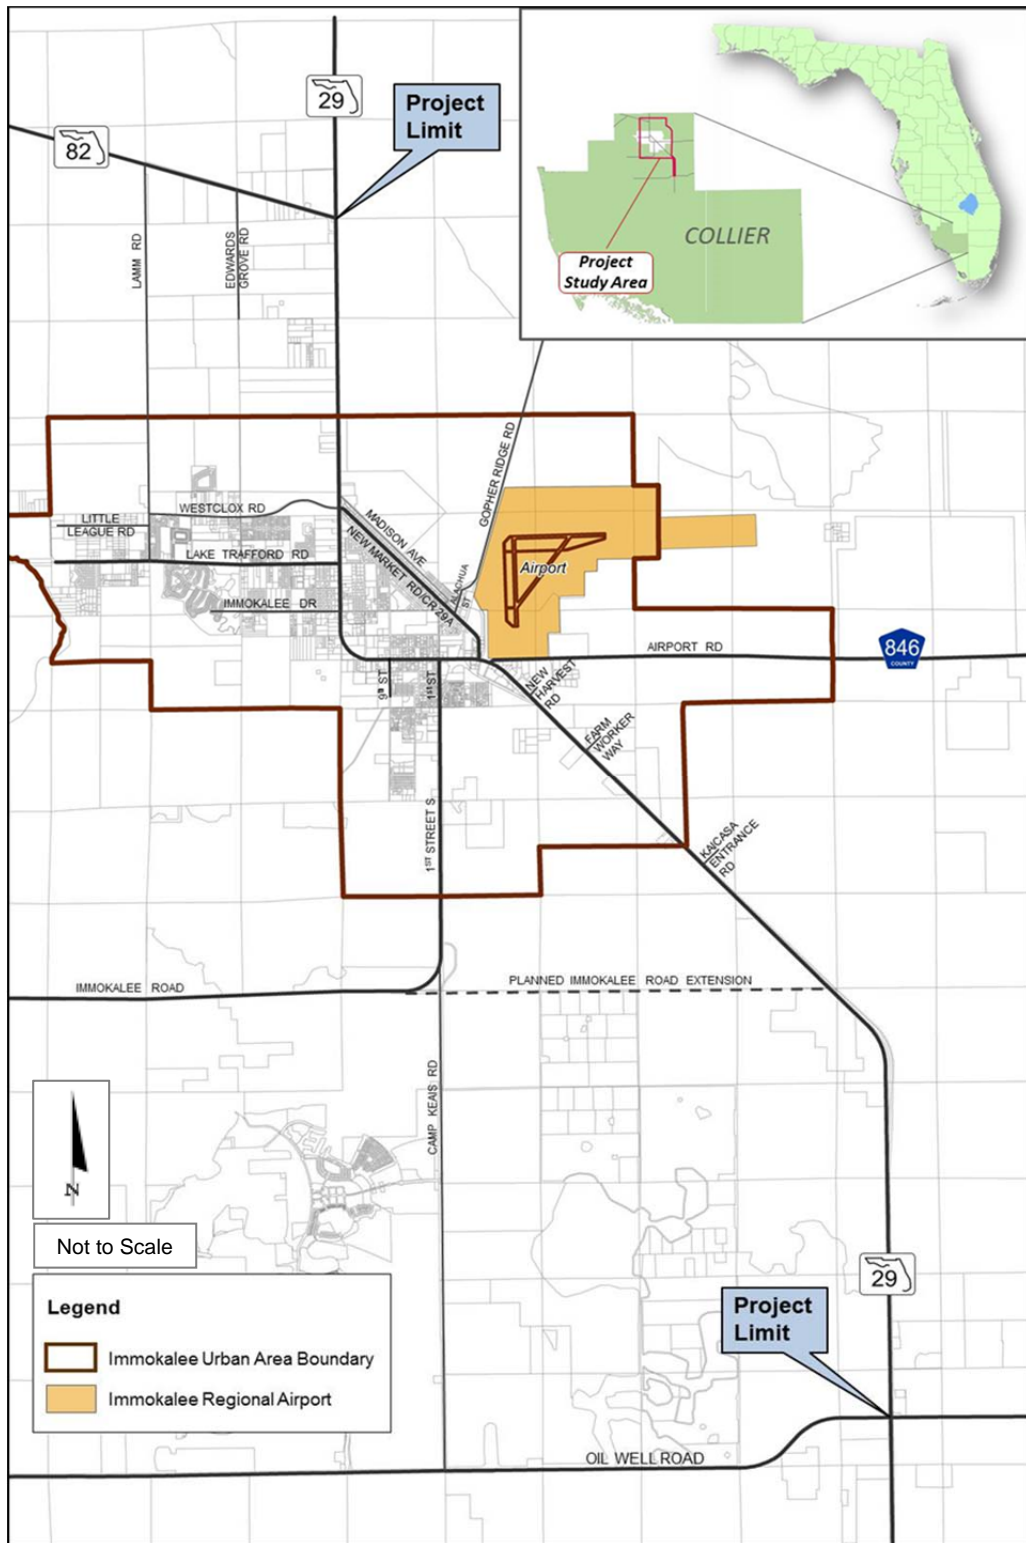 29
Project
Limit
82
COLLIER
Project
Study Area
LAMM RD
EDWARDS
GROVE RD
GOPHER RIDGE RD
WESTCLOX RD
LITTLE
LEAGUE RD
MADISON AVE
NEW MARKET RD/CR 29A
LAKE TRAFFORD RD
ALACHUA
ST
Airport
IMMOKALEE DR
AIRPORT RD
846
COUNTY
9th ST
1ST ST
NEW
HARVEST
RD
FARM
WORKER
WAY
1ST STREET S
KAICASA
ENTRANCE
RD
IMMOKALEE ROAD
PLANNED IMMOKALEE ROAD EXTENSION
CAMP KEAIS RD
N
Not to Scale
29
Project
Limit
Legend
Immokalee Urban Area Boundary
Immokalee Regional Airport
OIL WELL ROAD